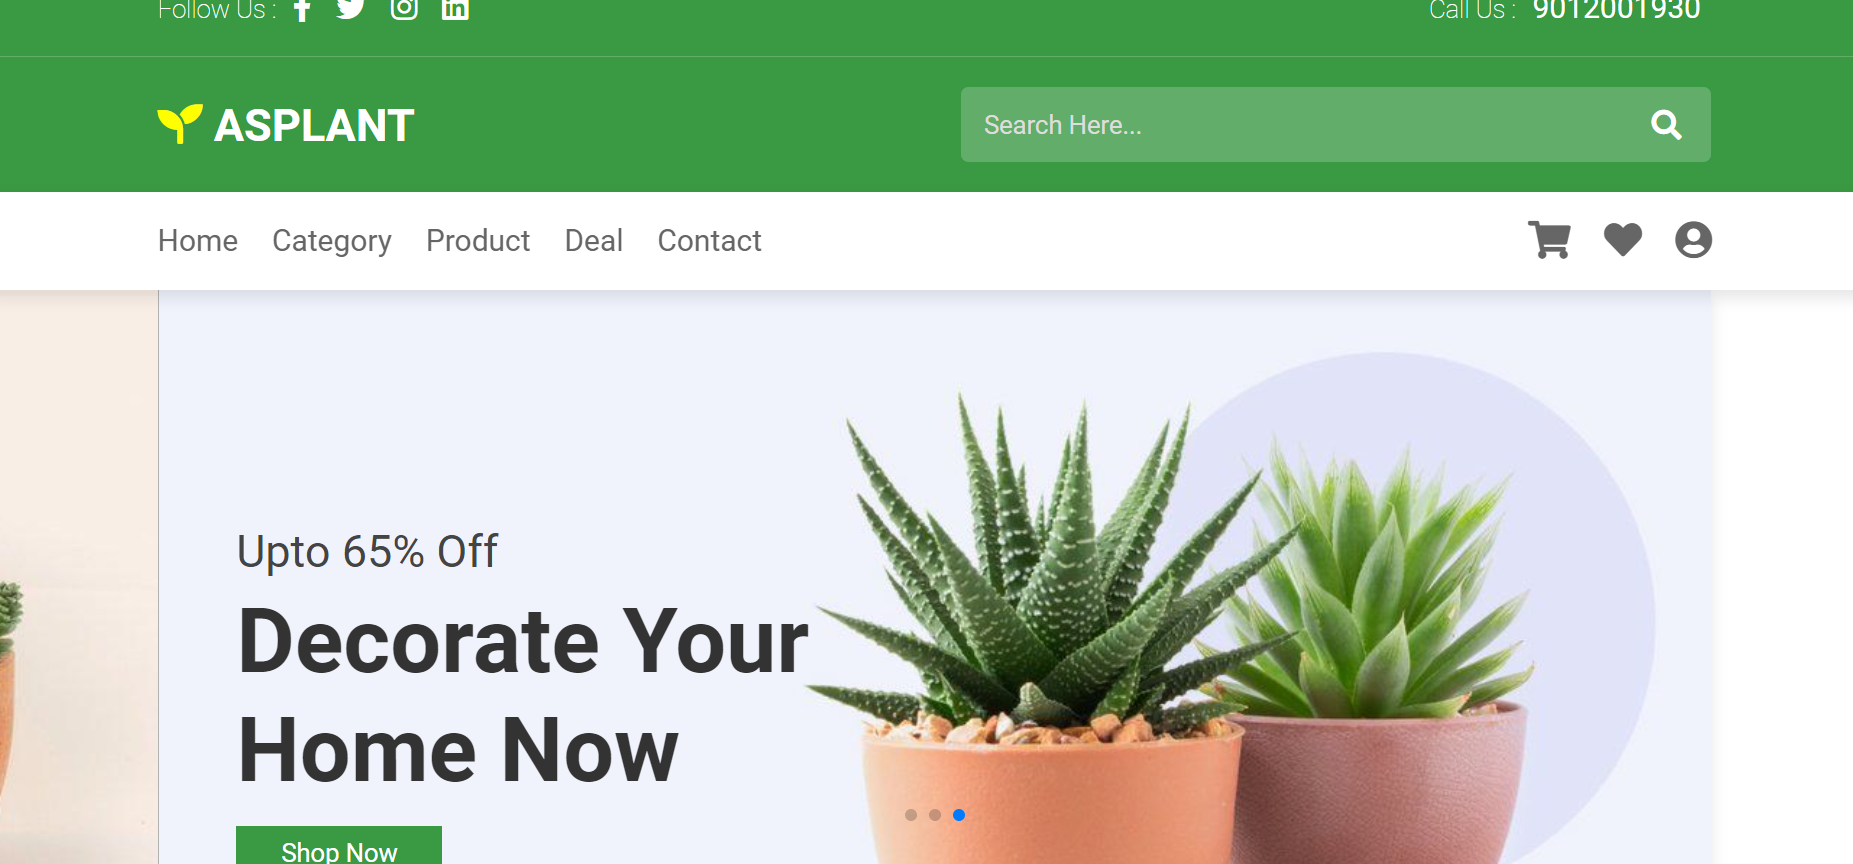 Follow Us :
Call Us : 9012001930
ASPLANT
Search Here...
Home Category Product Deal Contact
Upto 65% Off
Decorate Your
Home Now
Shop Now